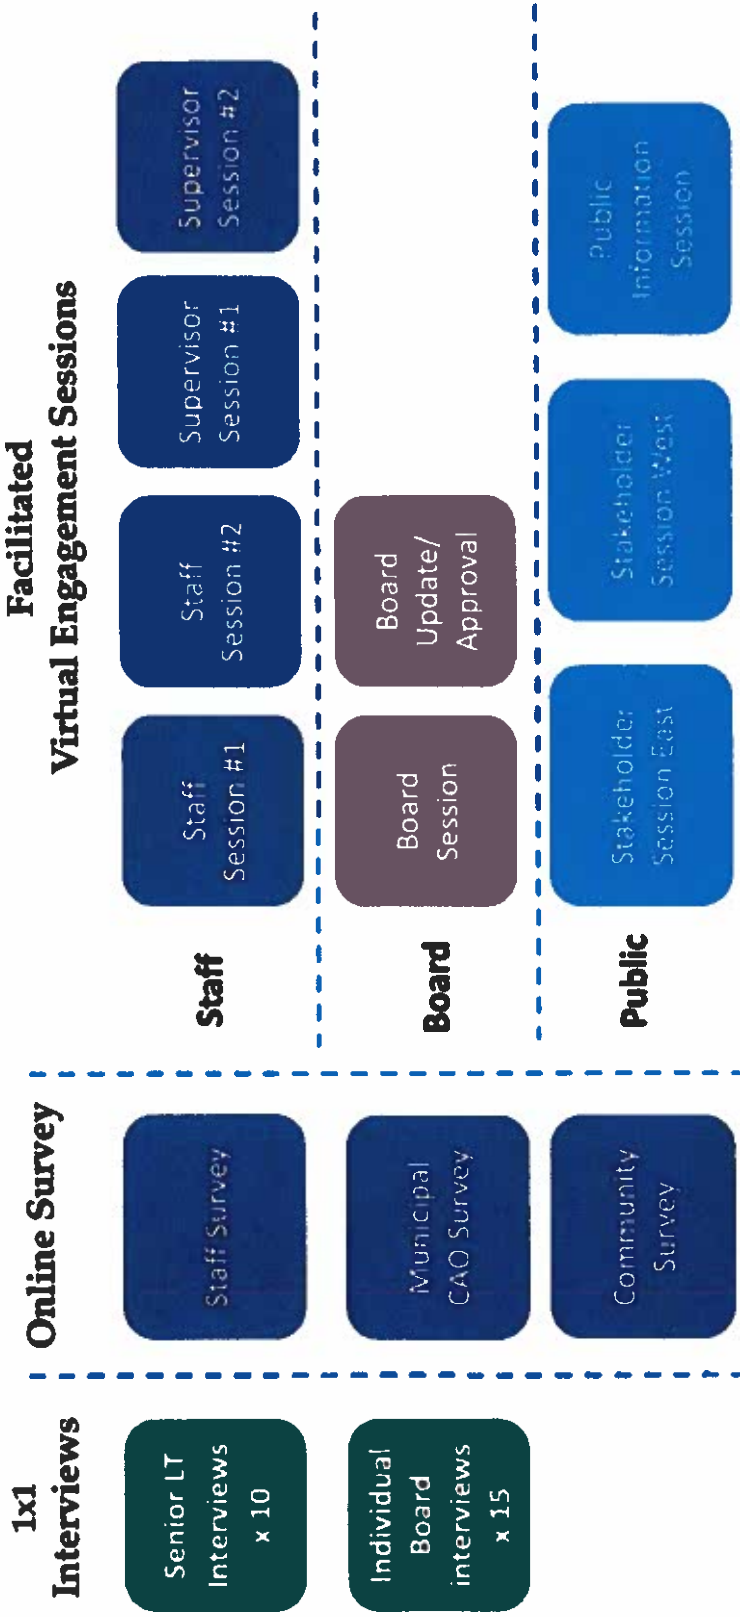 1x1
Interviews
Senior LT
Interviews
x 10
Individual
Board
interviews
x 15
Online Survey
Staff Survey
Municipal
CAO Survey
Community
Survey
Facilitated
Virtual Engagement Sessions
Staff
Staff
Session #1
Staff
Session #2
Supervisor
Session #1
Supervisor
Session #2
Board
Board
Session
Board
Update/
Approval
Public
Stakeholder
Session East
Stakeholder
Session West
Public
Information
Session